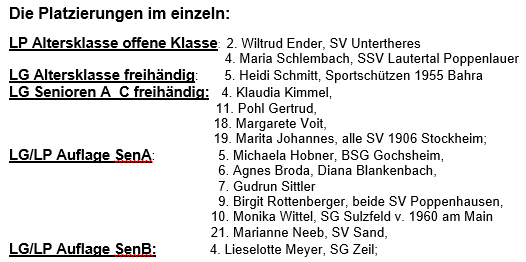 Die Platzierungen im einzeln:
LP Altersklasse offene Klasse: 2. Wiltrud Ender, SV Untertheres
4. Maria Schlembach, SSV Lautertal Poppenlauer
LG Altersklasse freihändig: 5. Heidi Schmitt, Sportschützen 1955 Bahra
LG Senioren A_C freihändig: 4. Klaudia Kimmel,
11. Pohl Gertrud,
18. Margarete Voit,
19. Marita Johannes, alle SV 1906 Stockheim;
LG/LP Auflage SenA: 5. Michaela Hobner, BSG Gochsheim,
6. Agnes Broda, Diana Blankenbach,
7. Gudrun Sittler
9. Birgit Rottenberger, beide SV Poppenhausen,
10. Monika Wittel, SG Sulzfeld v. 1960 am Main
21. Marianne Neeb, SV Sand,
LG/LP Auflage SenB: 4. Lieselotte Meyer, SG Zeil;